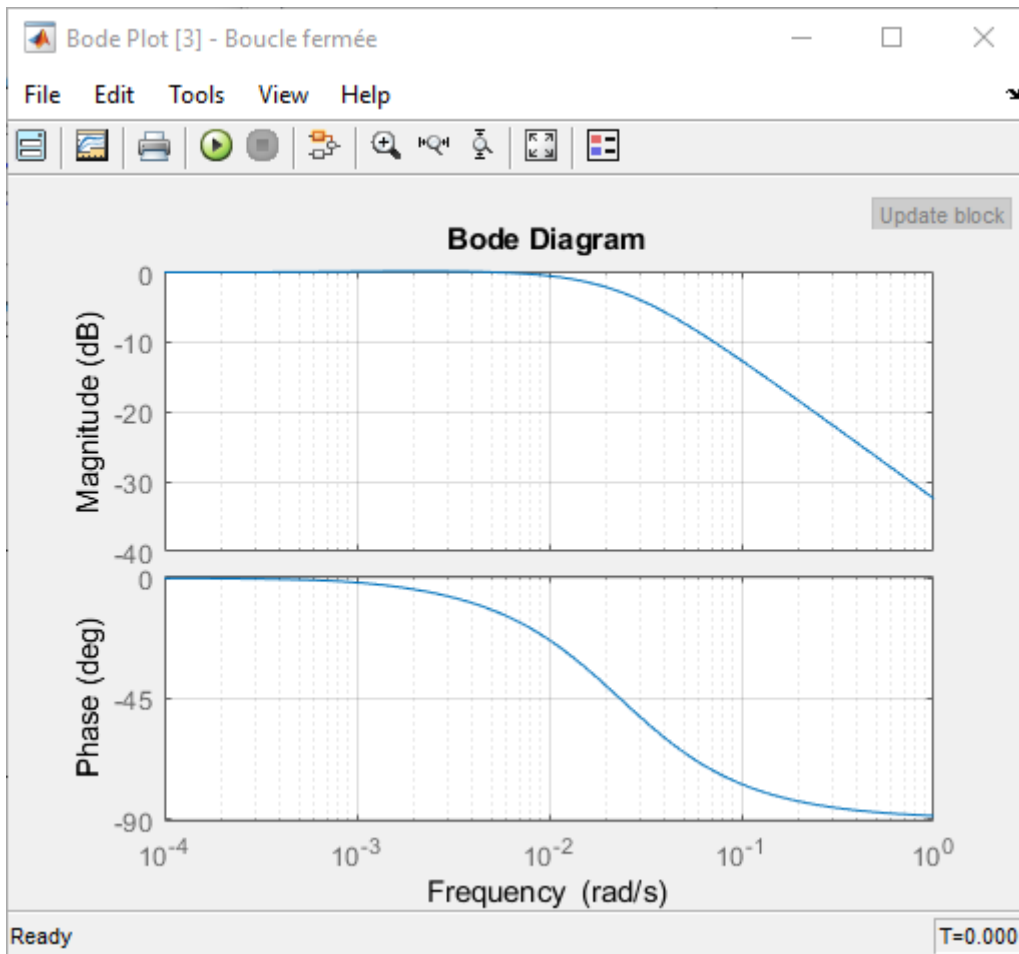 Bode Plot [3] - Boucle fermée
File Edit Tools View Help
Update block
Bode Diagram
Magnitude (dB)
0
-10
-20
-30
-40
Phase (deg)
0
-45
-90
10^-4 10^-3 10^-2 10^-1 10^0
Frequency (rad/s)
Ready T=0.000